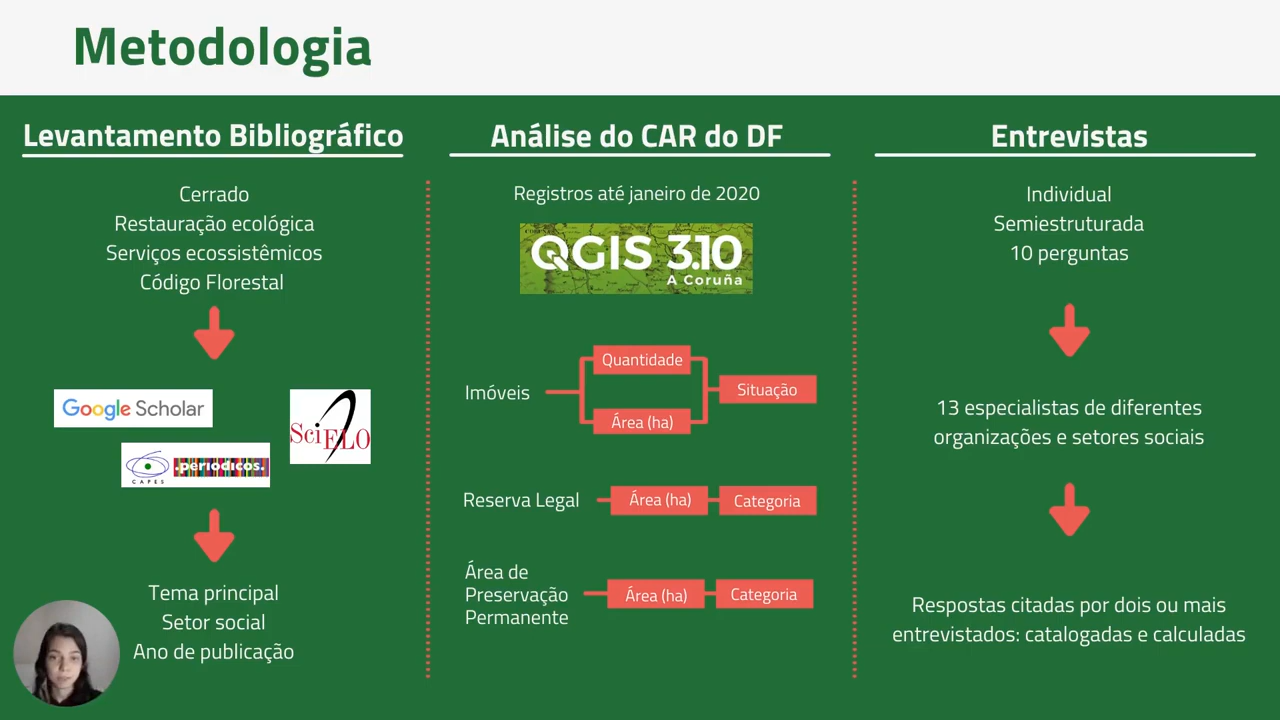 Metodologia
Levantamento Bibliográfico
Cerrado
Restauração ecológica
Serviços ecossistêmicos
Código Florestal
Google Scholar
SciELO
.periodicos.
CAPES
Tema principal
Setor social
Ano de publicação
Análise do CAR do DF
Registros até janeiro de 2020
QGIS 3.10
A Coruña
Imóveis
Quantidade
Área (ha)
Situação
Reserva Legal
Área (ha)
Categoria
Área de
Preservação
Permanente
Área (ha)
Categoria
Entrevistas
Individual
Semiestruturada
10 perguntas
13 especialistas de diferentes
organizações e setores sociais
Respostas citadas por dois ou mais
entrevistados: catalogadas e calculadas